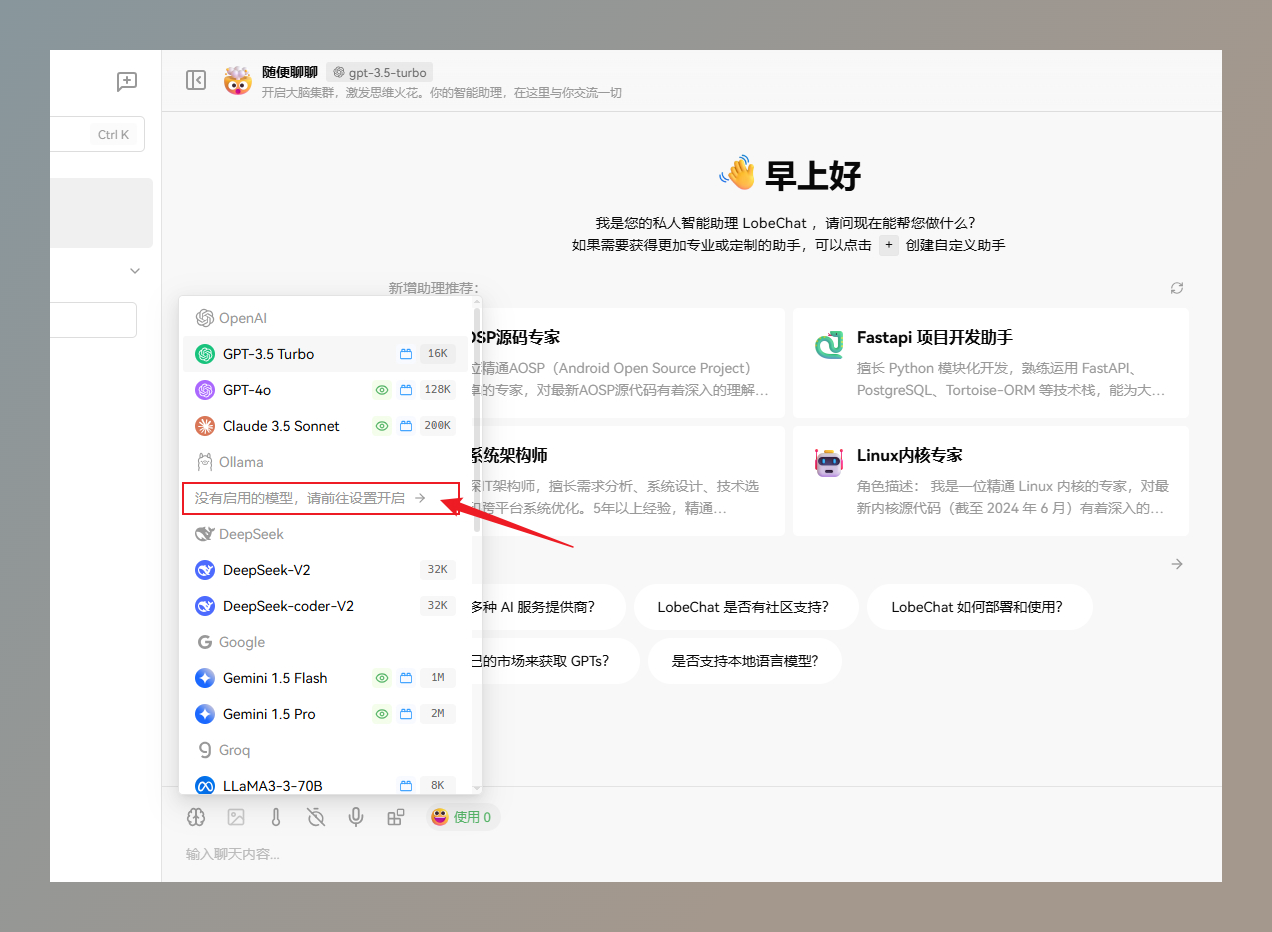 随便聊聊 gpt-3.5-turbo
开启大脑集群，激发思维火花。你的智能助理，在这里与你交流一切
Ctrl K
早上好
我是您的私人智能助理 LobeChat ，请问现在能帮您做什么？
如果需要获得更加专业或定制的助手，可以点击 + 创建自定义助手
新增助理推荐：
OpenAI
GPT-3.5 Turbo 16K
GPT-4o 128K
Claude 3.5 Sonnet 200K
Ollama
没有启用的模型，请前往设置开启 →
DeepSeek
DeepSeek-V2 32K
DeepSeek-coder-V2 32K
Google
Gemini 1.5 Flash 1M
Gemini 1.5 Pro 2M
Groq
LLaMA3-3-70B 8K
SP源码专家
精通AOSP（Android Open Source Project）
的专家，对最新AOSP源代码有着深入的理解...
Fastapi 项目开发助手
擅长 Python 模块化开发，熟练运用 FastAPI、
PostgreSQL、Tortoise-ORM 等技术栈，能为大...
系统架构师
IT架构师，擅长需求分析、系统设计、技术选
跨平台系统优化。5年以上经验，精通...
Linux内核专家
角色描述： 我是一位精通 Linux 内核的专家，对最
新内核源代码（截至 2024 年 6 月）有着深入的...
多种 AI 服务提供商？
LobeChat 是否有社区支持？
LobeChat 如何部署和使用？
的市场来获取 GPTs？
是否支持本地语言模型？
使用 0
输入聊天内容...